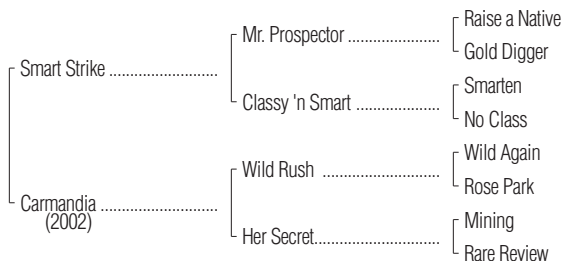 Raise a Native
Mr. Prospector ......................
Gold Digger
Smart Strike ..........................
Smarten
Classy 'n Smart ....................
No Class
Wild Again
Wild Rush ............................
Rose Park
Carmandia ............................
(2002)
Mining
Her Secret..............................
Rare Review